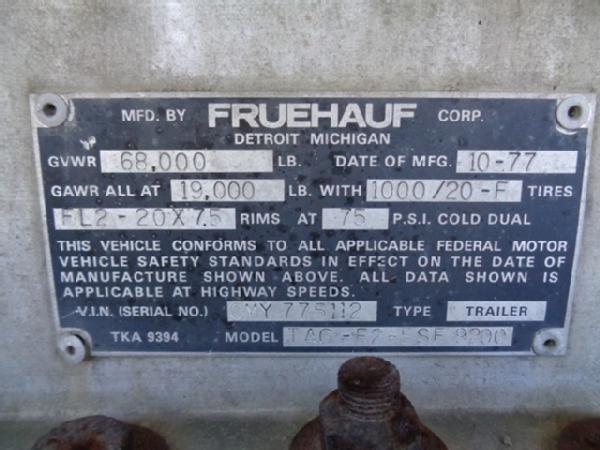 MFD. BY FRUEHAUF CORP.
DETROIT MICHIGAN
GVWR 68,000 LB. DATE OF MFG. 10-77
GAWR ALL AT 19,000 LB. WITH 1000/20-F TIRES
FL2-20X7.5 RIMS AT 75 P.S.I. COLD DUAL
THIS VEHICLE CONFORMS TO ALL APPLICABLE FEDERAL MOTOR
VEHICLE SAFETY STANDARDS IN EFFECT ON THE DATE OF
MANUFACTURE SHOWN ABOVE. ALL DATA SHOWN IS
APPLICABLE AT HIGHWAY SPEEDS.
V.I.N. (SERIAL NO.) 775112 TYPE TRAILER
TKA 9394 MODEL